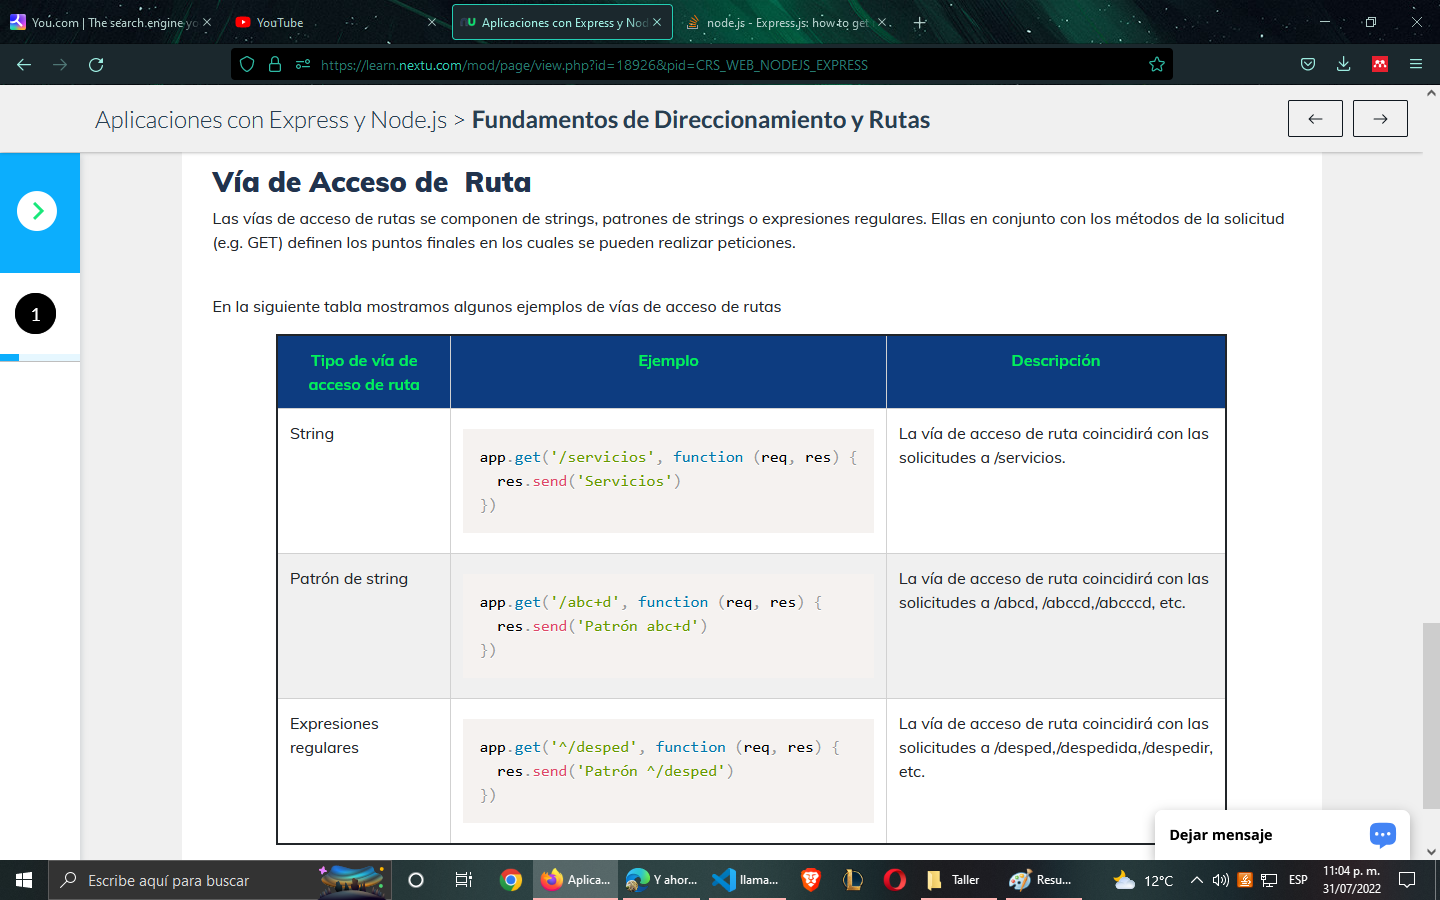 You.com | The search engine yo
YouTube
Aplicaciones con Express y Nod
node.js - Express.js: how to get
https://learn.nextu.com/mod/page/view.php?id=18926&pid=CRS_WEB_NODEJS_EXPRESS
Aplicaciones con Express y Node.js > Fundamentos de Direccionamiento y Rutas
1
Vía de Acceso de Ruta
Las vías de acceso de rutas se componen de strings, patrones de strings o expresiones regulares. Ellas en conjunto con los métodos de la solicitud
(e.g. GET) definen los puntos finales en los cuales se pueden realizar peticiones.
En la siguiente tabla mostramos algunos ejemplos de vías de acceso de rutas
Tipo de vía de
acceso de ruta
Ejemplo
Descripción
String
app.get('/servicios', function (req, res) {
res.send('Servicios')
})
La vía de acceso de ruta coincidirá con las
solicitudes a /servicios.
Patrón de string
app.get('/abc+d', function (req, res) {
res.send('Patrón abc+d')
})
La vía de acceso de ruta coincidirá con las
solicitudes a /abcd, /abccd,/abcccd, etc.
Expresiones
regulares
app.get('^/desped', function (req, res) {
res.send('Patrón ^/desped')
})
La vía de acceso de ruta coincidirá con las
solicitudes a /desped,/despedida,/despedir,
etc.
Dejar mensaje
Escribe aquí para buscar
Aplica...
Y ahor...
llama...
Taller
Resu...
12°C
ESP
11:04 p. m.
31/07/2022